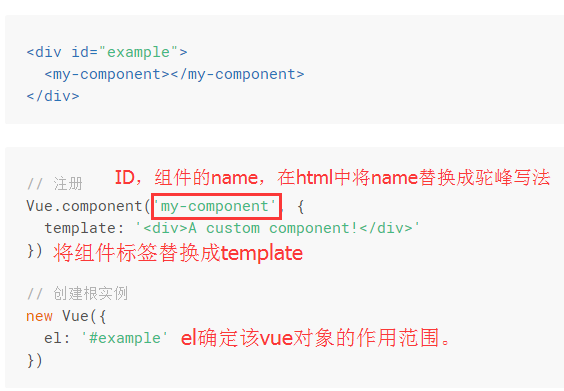 <div id="example">
<my-component></my-component>
</div>
// 注册 ID，组件的name，在html中将name替换成驼峰写法
Vue.component('my-component', {
template: '<div>A custom component!</div>'
}) 将组件标签替换成template
// 创建根实例
new Vue({
el: '#example' el确定该vue对象的作用范围。
})